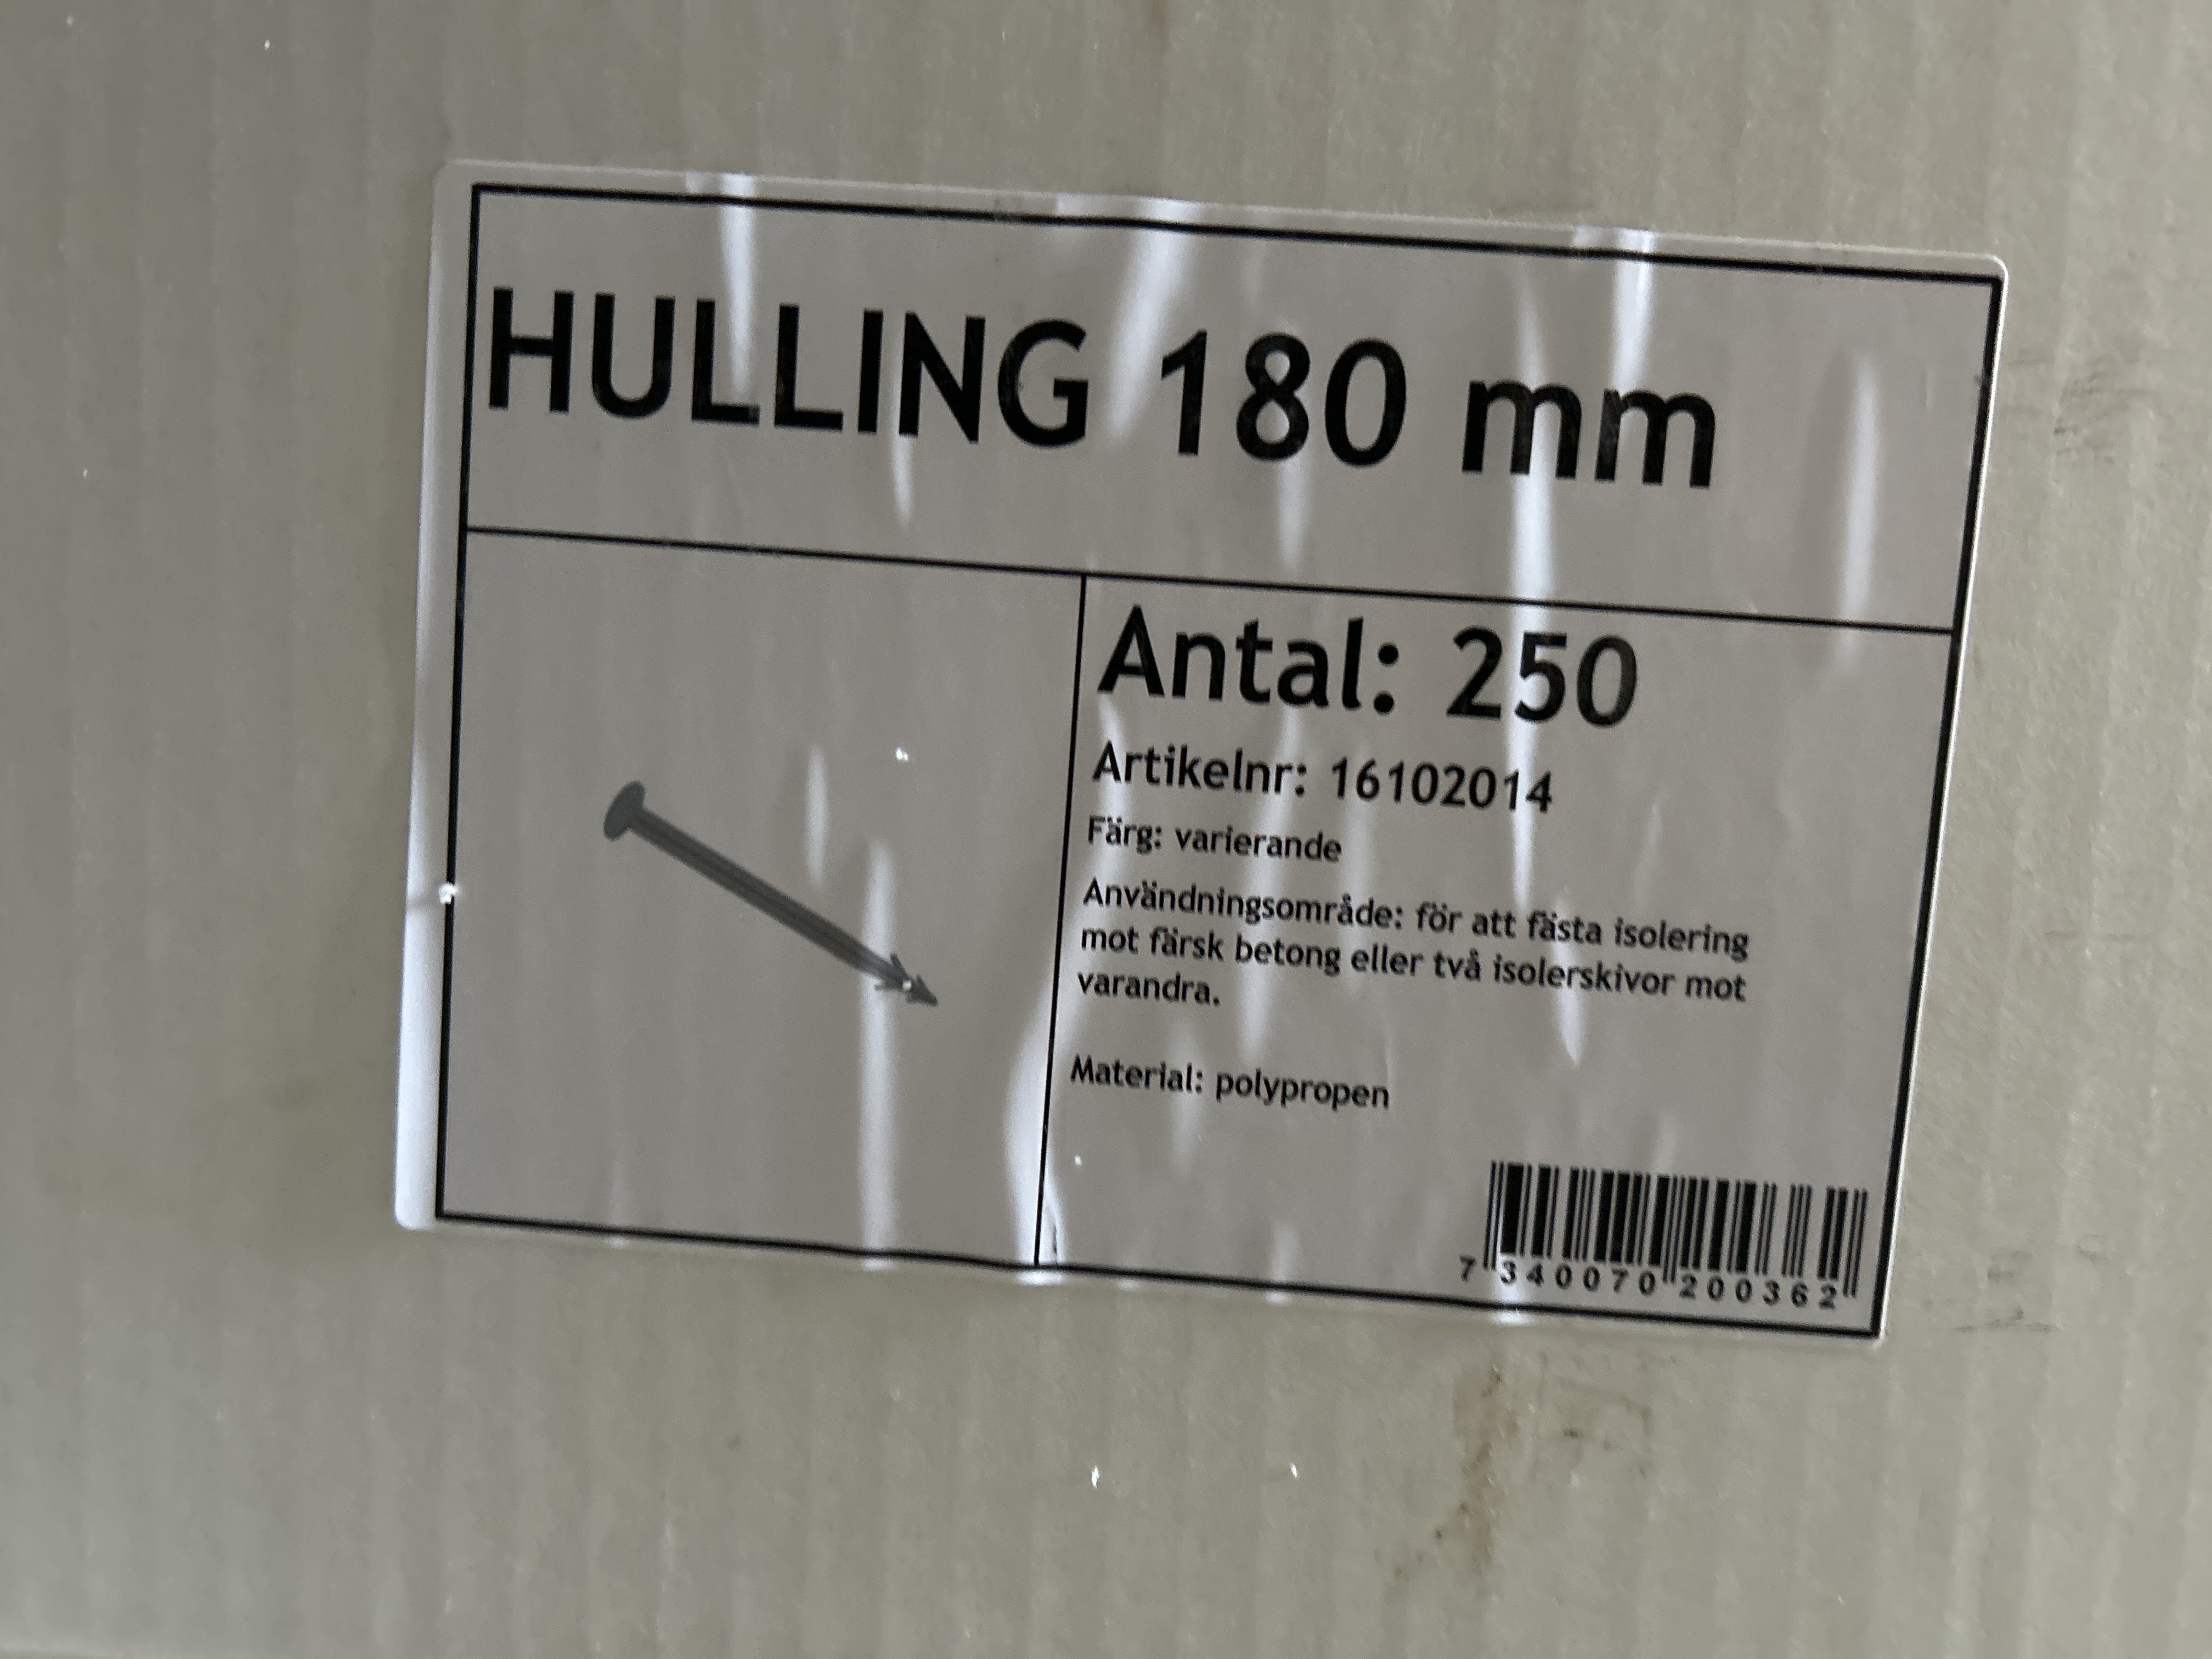 HULLING 180 mm
Antal: 250
Artikelnr: 16102014
Färg: varierande
Användningsområde: för att fästa isolering
mot färsk betong eller två isolerskivor mot
varandra.
Material: polypropen
7 340070 200362